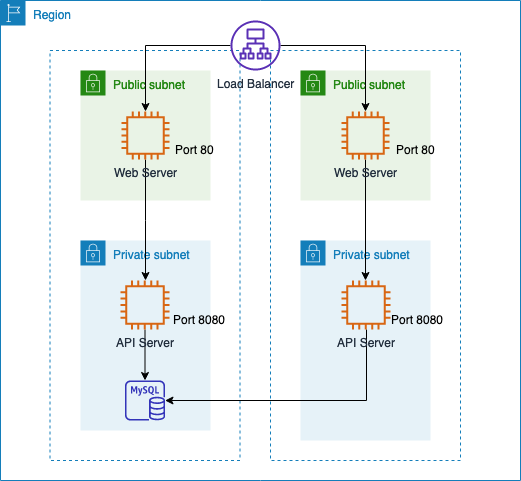 Region
Load Balancer
Public subnet
Public subnet
Port 80
Port 80
Web Server
Web Server
Private subnet
Private subnet
Port 8080
Port 8080
API Server
API Server
MySQL